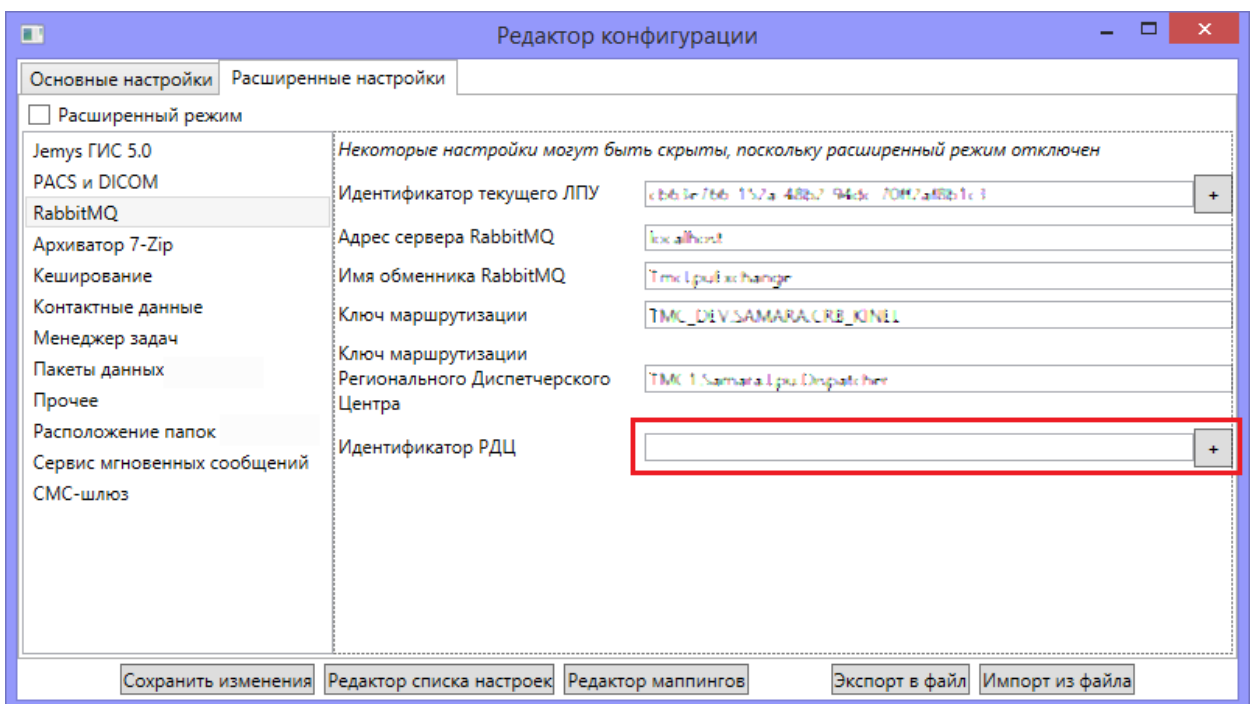 Редактор конфигурации
Основные настройки
Расширенные настройки
Расширенный режим
Jemys ГИС 5.0
PACS и DICOM
RabbitMQ
Архиватор 7-Zip
Кеширование
Контактные данные
Менеджер задач
Пакеты данных
Прочее
Расположение папок
Сервис мгновенных сообщений
СМС-шлюз
Некоторые настройки могут быть скрыты, поскольку расширенный режим отключен
Идентификатор текущего ЛПУ
+
Адрес сервера RabbitMQ localhost
Имя обменника RabbitMQ
Ключ маршрутизации TMC_DEV.SAMARA.CRB_KINEL
Ключ маршрутизации
Регионального Диспетчерского
Центра
Идентификатор РДЦ
+
Сохранить изменения
Редактор списка настроек
Редактор маппингов
Экспорт в файл
Импорт из файла